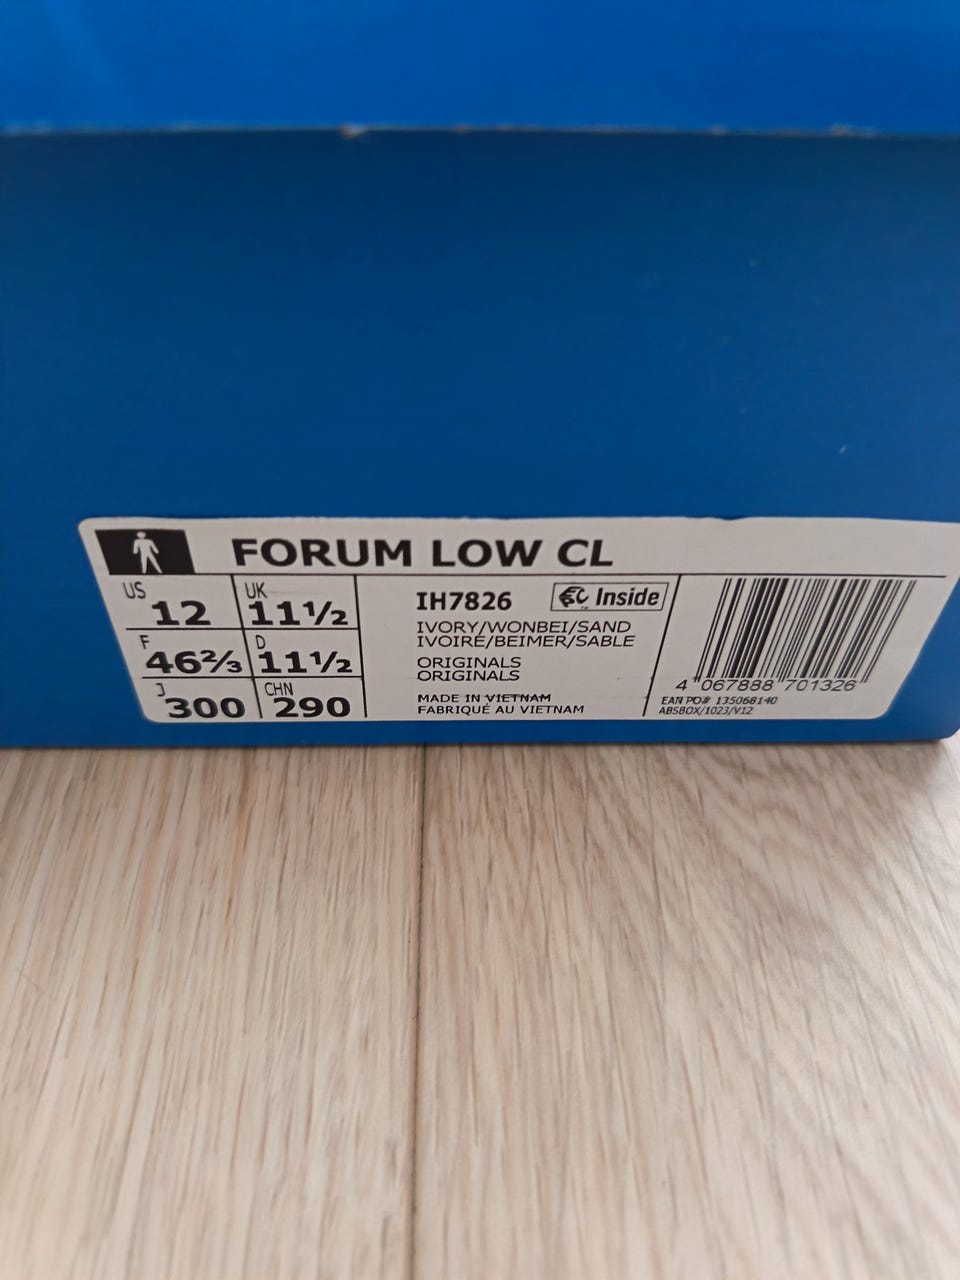 FORUM LOW CL
US 12 UK 11½
F 46⅔ D 11½
J 300 CHN 290
IH7826 Inside
IVORY/WONBEI/SAND
IVOIRE/BEIMER/SABLE
ORIGINALS
ORIGINALS
MADE IN VIETNAM
FABRIQUÉ AU VIETNAM
4 067888 701326
EAN PO# 135068140
ABSBOX/1023/V12